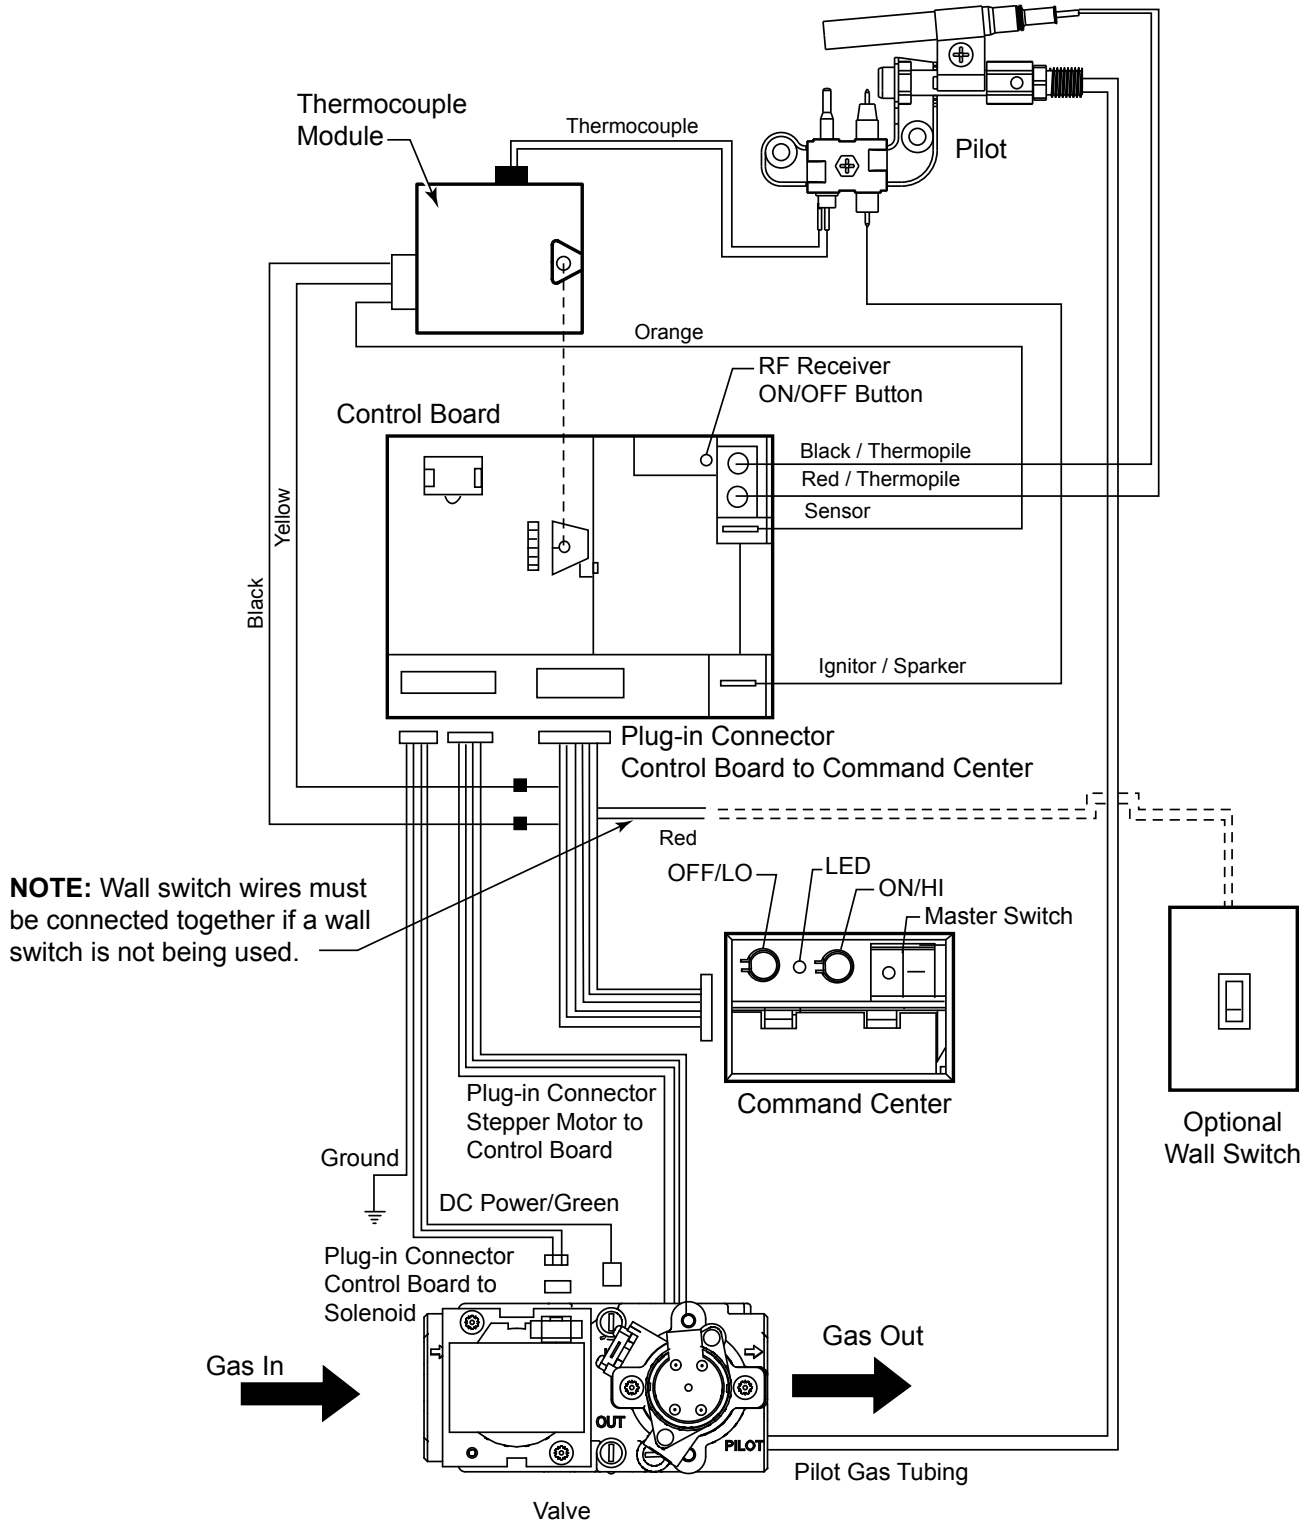 Thermocouple
Module
Thermocouple
Pilot
Orange
RF Receiver
ON/OFF Button
Control Board
Black / Thermopile
Red / Thermopile
Sensor
Yellow
Black
Ignitor / Sparker
Plug-in Connector
Control Board to Command Center
Red
NOTE: Wall switch wires must
be connected together if a wall
switch is not being used.
OFF/LO
LED
ON/HI
Master Switch
Command Center
Plug-in Connector
Stepper Motor to
Control Board
Optional
Wall Switch
Ground
DC Power/Green
Plug-in Connector
Control Board to
Solenoid
Gas In
Gas Out
OUT
PILOT
Pilot Gas Tubing
Valve